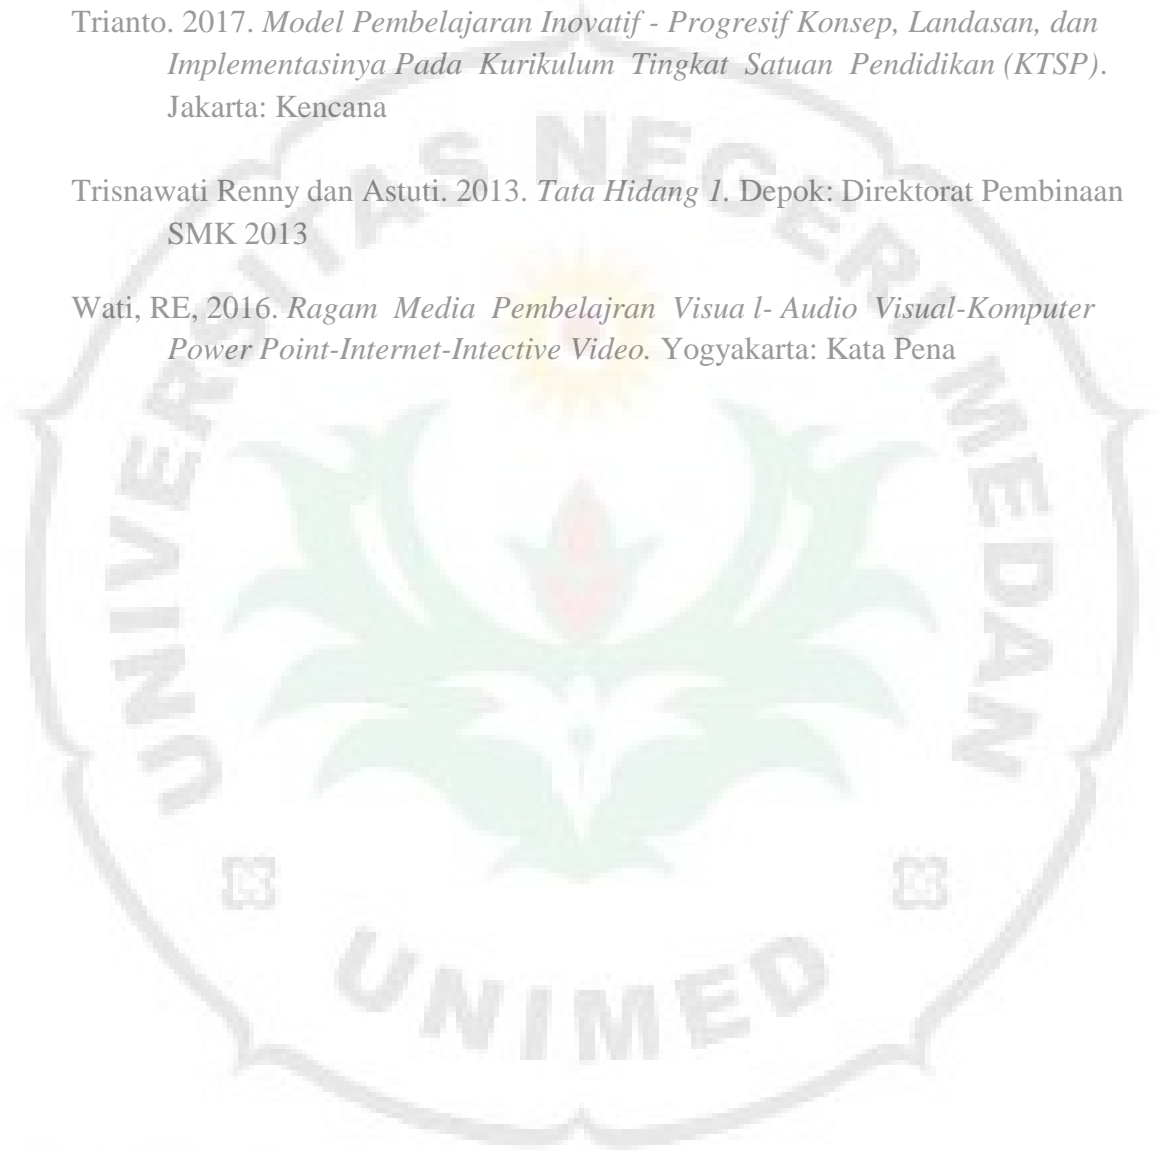 Trianto. 2017. Model Pembelajaran Inovatif - Progresif Konsep, Landasan, dan
Implementasinya Pada Kurikulum Tingkat Satuan Pendidikan (KTSP).
Jakarta: Kencana
Trisnawati Renny dan Astuti. 2013. Tata Hidang 1. Depok: Direktorat Pembinaan
SMK 2013
Wati, RE, 2016. Ragam Media Pembelajran Visua l- Audio Visual-Komputer
Power Point-Internet-Intective Video. Yogyakarta: Kata Pena
UNIVERSITAS NEGERI MEDAN
UNIMED